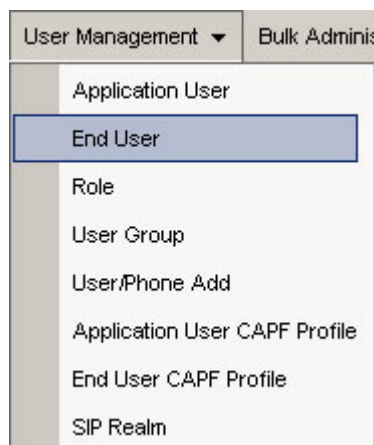 User Management Bulk Adminis
Application User
End User
Role
User Group
User/Phone Add
Application User CAPF Profile
End User CAPF Profile
SIP Realm